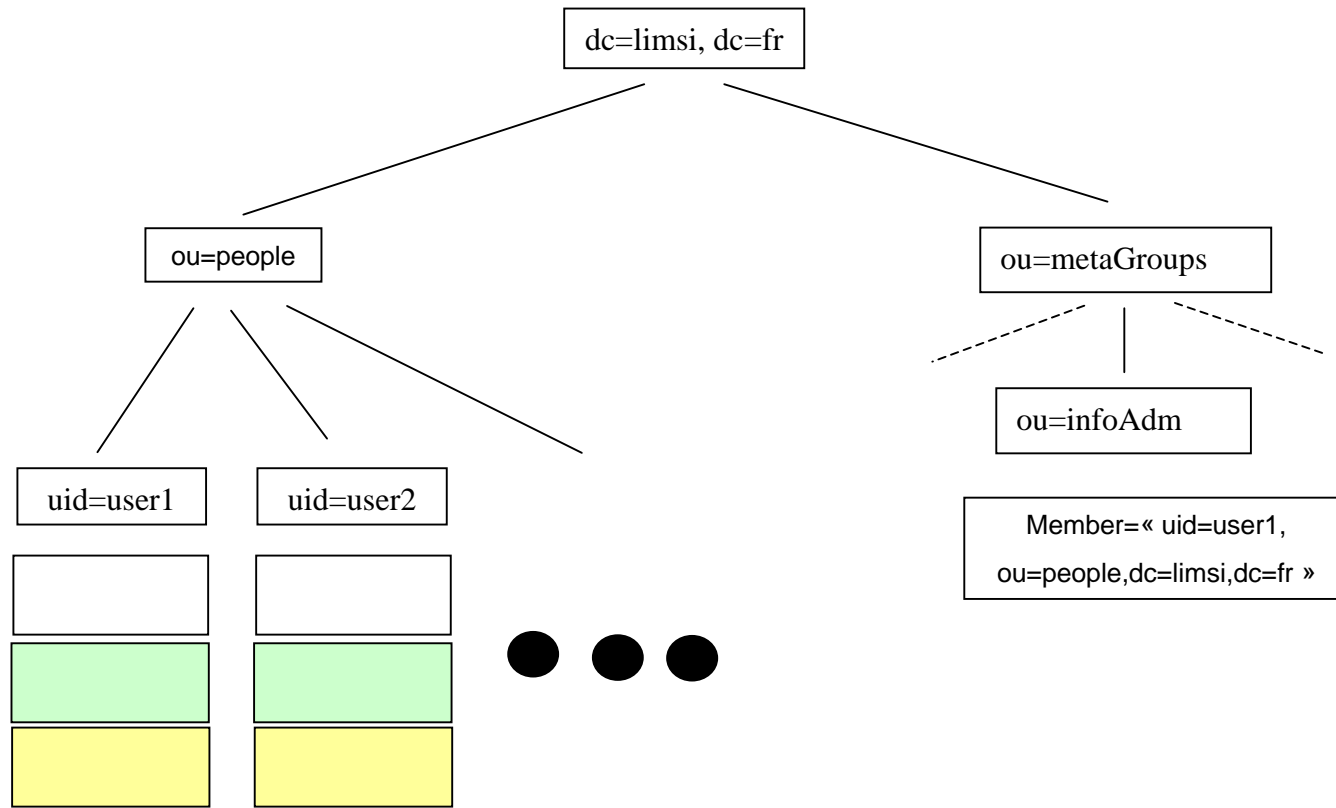 dc=limsi, dc=fr
ou=people
ou=metaGroups
ou=infoAdm
uid=user1
uid=user2
Member=« uid=user1,
ou=people,dc=limsi,dc=fr »